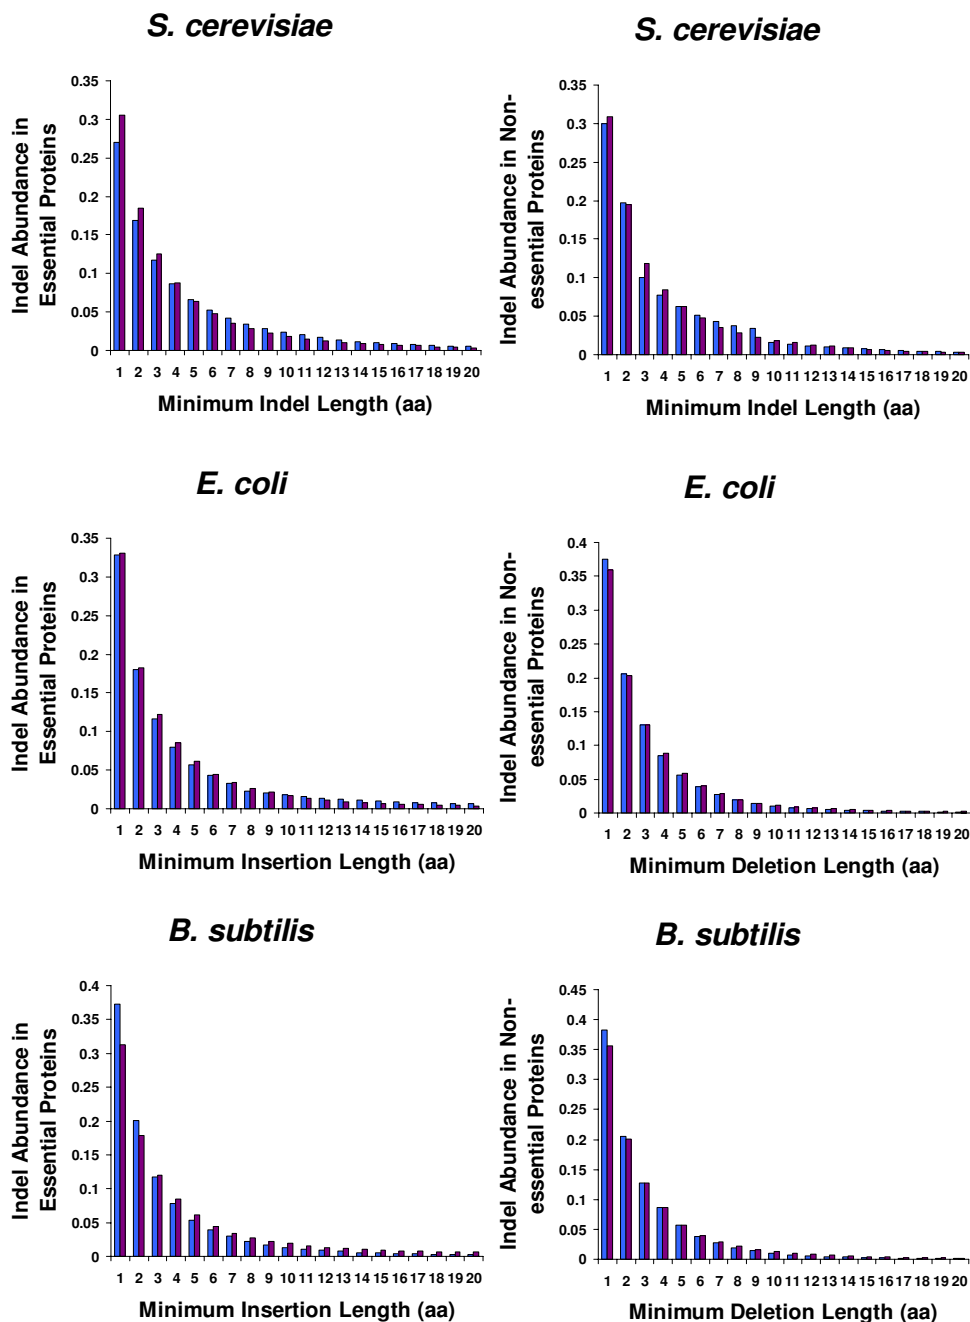 S. cerevisiae
Indel Abundance in
Essential Proteins
0.35
0.3
0.25
0.2
0.15
0.1
0.05
0
1 2 3 4 5 6 7 8 9 10 11 12 13 14 15 16 17 18 19 20
Minimum Indel Length (aa)
S. cerevisiae
Indel Abundance in Non-
essential Proteins
0.35
0.3
0.25
0.2
0.15
0.1
0.05
0
1 2 3 4 5 6 7 8 9 10 11 12 13 14 15 16 17 18 19 20
Minimum Indel Length (aa)
E. coli
Indel Abundance in
Essential Proteins
0.35
0.3
0.25
0.2
0.15
0.1
0.05
0
1 2 3 4 5 6 7 8 9 10 11 12 13 14 15 16 17 18 19 20
Minimum Insertion Length (aa)
E. coli
Indel Abundance in Non-
essential Proteins
0.4
0.35
0.3
0.25
0.2
0.15
0.1
0.05
0
1 2 3 4 5 6 7 8 9 10 11 12 13 14 15 16 17 18 19 20
Minimum Deletion Length (aa)
B. subtilis
Indel Abundance in
Essential Proteins
0.4
0.35
0.3
0.25
0.2
0.15
0.1
0.05
0
1 2 3 4 5 6 7 8 9 10 11 12 13 14 15 16 17 18 19 20
Minimum Insertion Length (aa)
B. subtilis
Indel Abundance in Non-
essential Proteins
0.45
0.4
0.35
0.3
0.25
0.2
0.15
0.1
0.05
0
1 2 3 4 5 6 7 8 9 10 11 12 13 14 15 16 17 18 19 20
Minimum Deletion Length (aa)